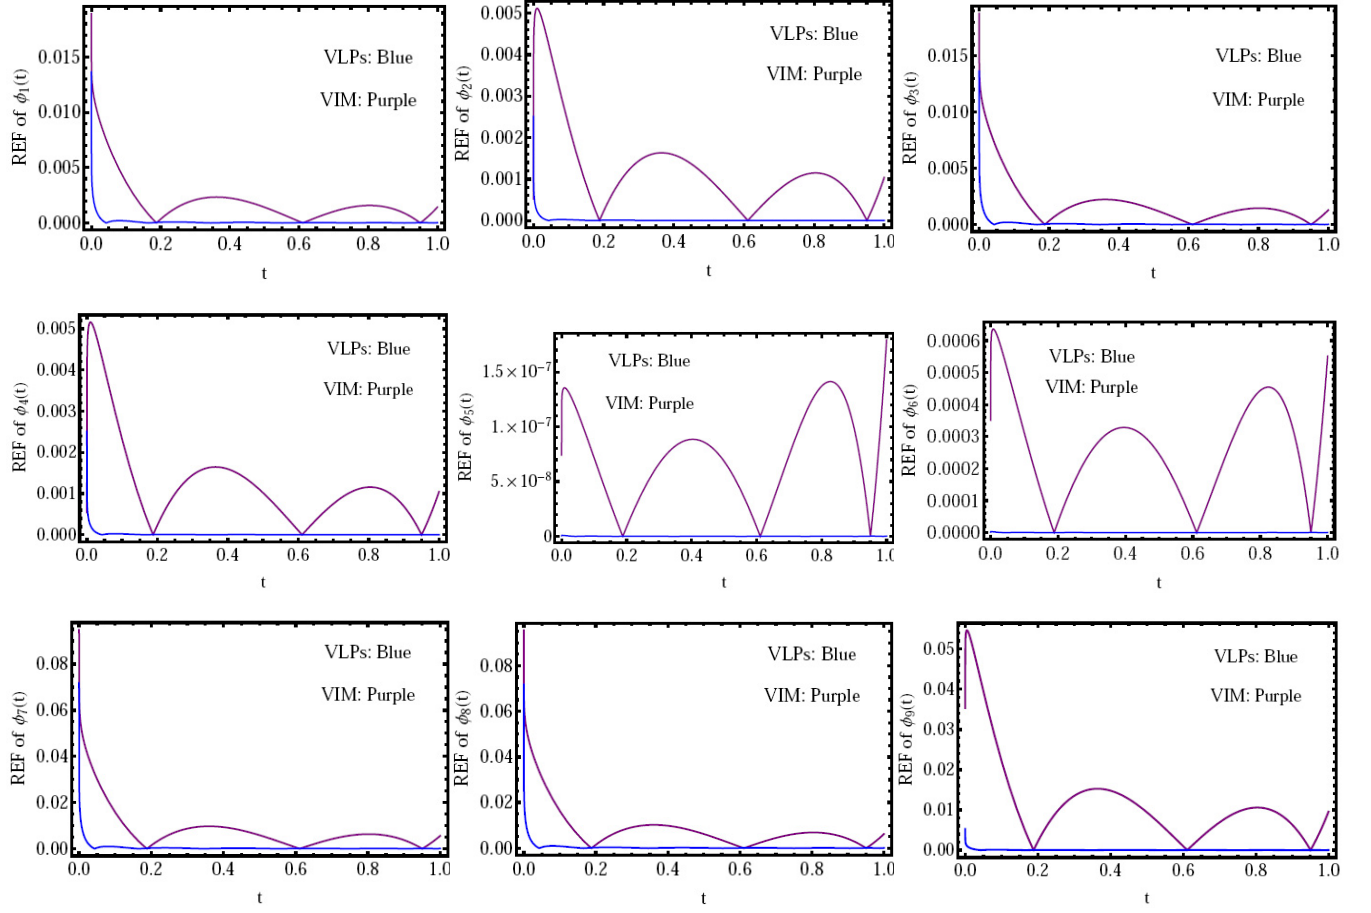 REF of ϕ1(t)
0.015
0.010
0.005
0.000
VLPs: Blue
VIM: Purple
0.0 0.2 0.4 0.6 0.8 1.0
t
REF of ϕ2(t)
0.005
0.004
0.003
0.002
0.001
0.000
VLPs: Blue
VIM: Purple
0.0 0.2 0.4 0.6 0.8 1.0
t
REF of ϕ3(t)
0.015
0.010
0.005
0.000
VLPs: Blue
VIM: Purple
0.0 0.2 0.4 0.6 0.8 1.0
t
REF of ϕ4(t)
0.005
0.004
0.003
0.002
0.001
0.000
VLPs: Blue
VIM: Purple
0.0 0.2 0.4 0.6 0.8 1.0
t
REF of ϕ5(t)
1.5×10⁻⁷
1.×10⁻⁷
5.×10⁻⁸
0
VLPs: Blue
VIM: Purple
0.0 0.2 0.4 0.6 0.8 1.0
t
REF of ϕ6(t)
0.0006
0.0005
0.0004
0.0003
0.0002
0.0001
0.0000
VLPs: Blue
VIM: Purple
0.0 0.2 0.4 0.6 0.8 1.0
t
REF of ϕ7(t)
0.08
0.06
0.04
0.02
0.00
VLPs: Blue
VIM: Purple
0.0 0.2 0.4 0.6 0.8 1.0
t
REF of ϕ8(t)
0.08
0.06
0.04
0.02
0.00
VLPs: Blue
VIM: Purple
0.0 0.2 0.4 0.6 0.8 1.0
t
REF of ϕ9(t)
0.05
0.04
0.03
0.02
0.01
0.00
VLPs: Blue
VIM: Purple
0.0 0.2 0.4 0.6 0.8 1.0
t